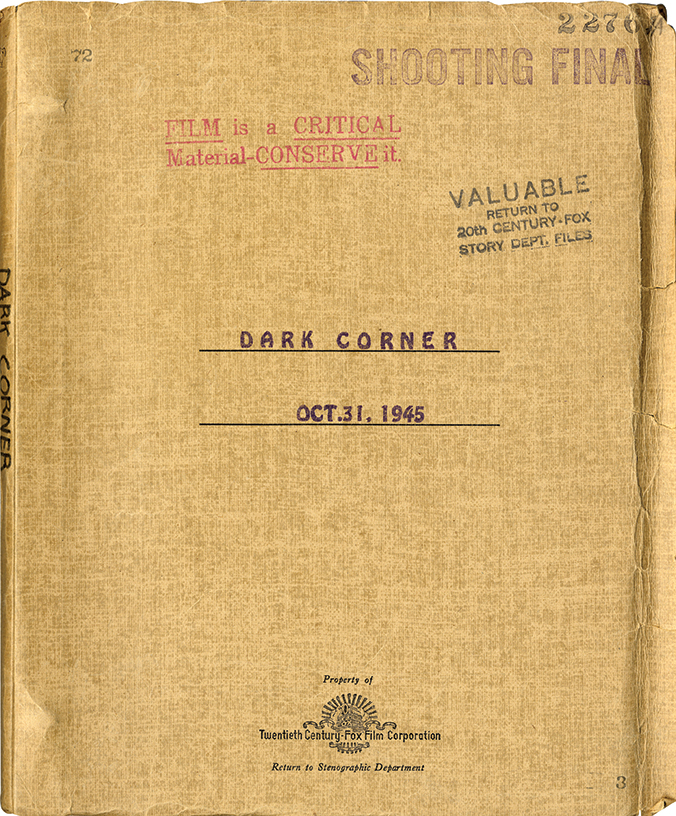 22764
72
SHOOTING FINAL
FILM is a CRITICAL
Material-CONSERVE it.
VALUABLE
RETURN TO
20th CENTURY-FOX
STORY DEPT. FILES
DARK CORNER
DARK CORNER
OCT.31, 1945
Property of
Twentieth Century-Fox Film Corporation
Return to Stenographic Department
3